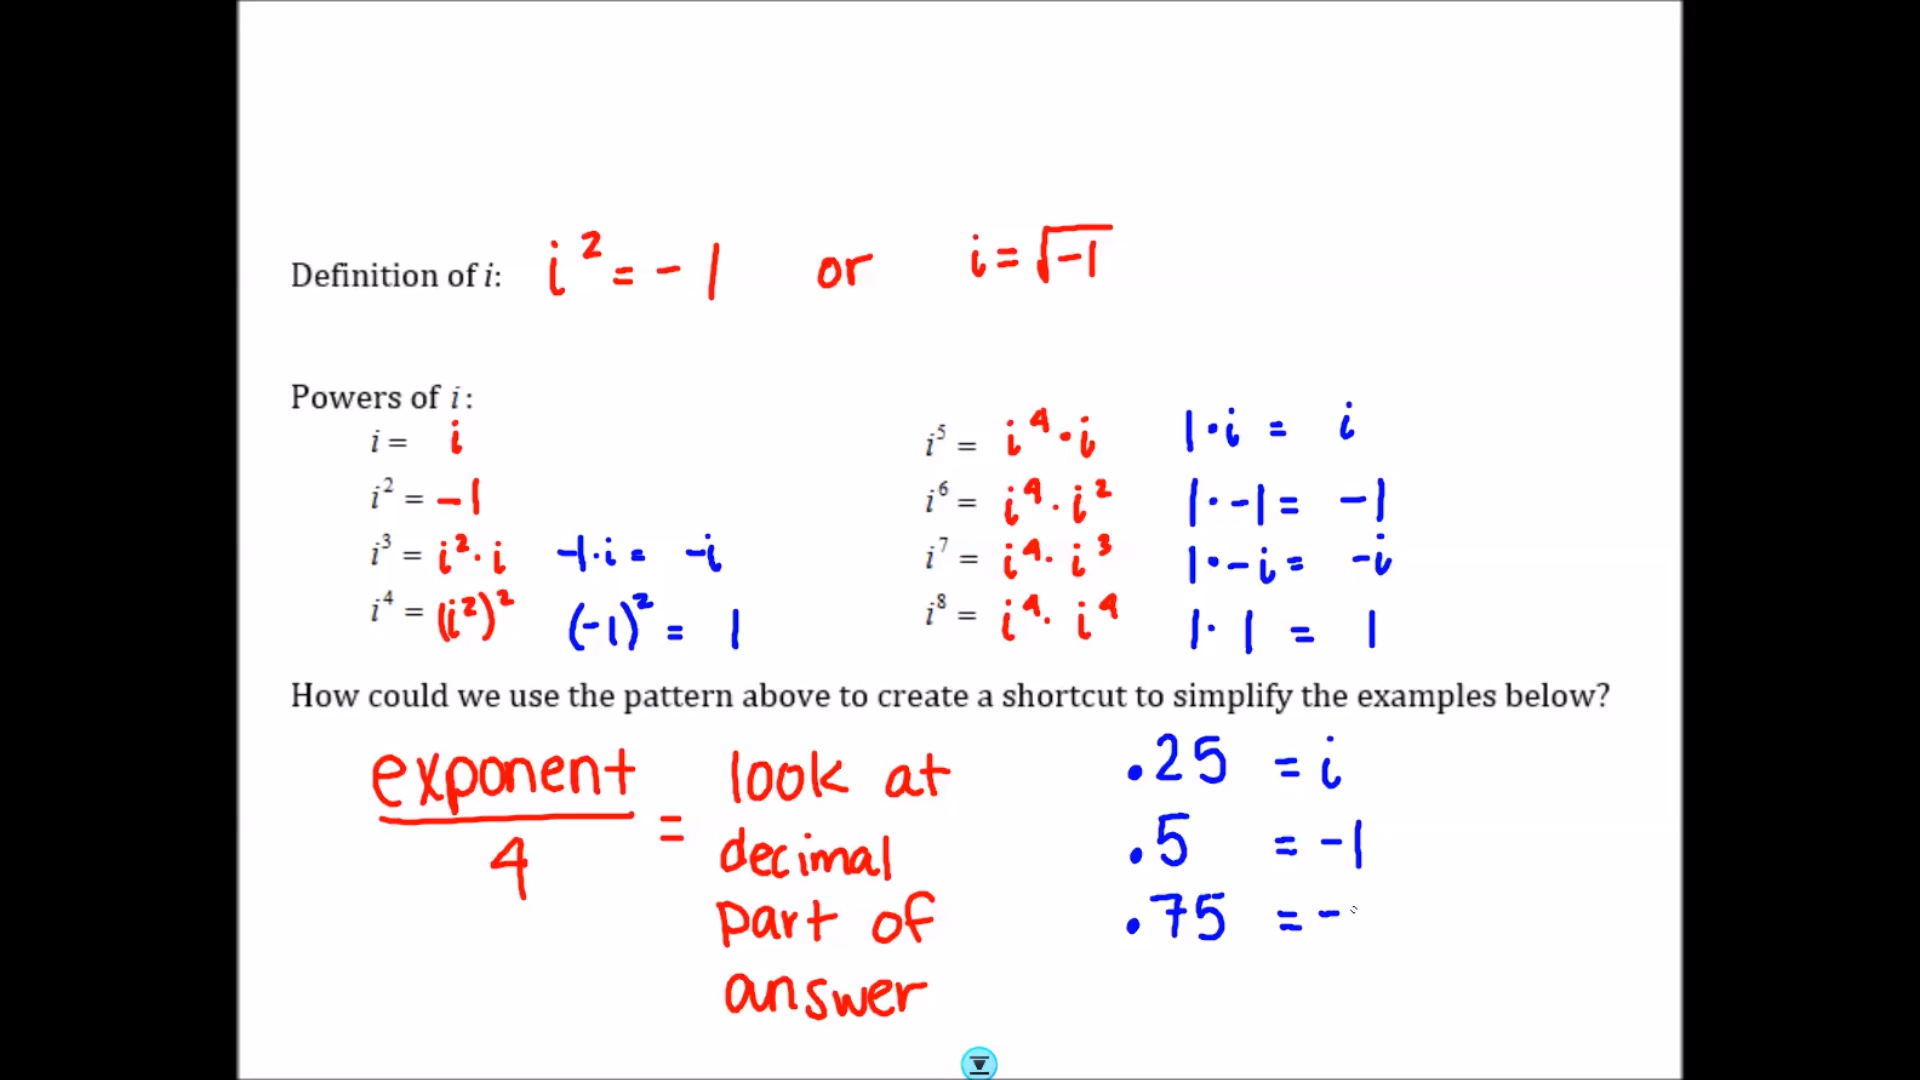 Definition of i: i² = -1 or i = √-1
Powers of i:
i = i
i² = -1
i³ = i² · i -1 · i = -i
i⁴ = (i²)² (-1)² = 1
i⁵ = i⁴ · i 1 · i = i
i⁶ = i⁴ · i² 1 · -1 = -1
i⁷ = i⁴ · i³ 1 · -i = -i
i⁸ = i⁴ · i⁴ 1 · 1 = 1
How could we use the pattern above to create a shortcut to simplify the examples below?
exponent
4
=
look at
decimal
part of
answer
.25 = i
.5 = -1
.75 = -